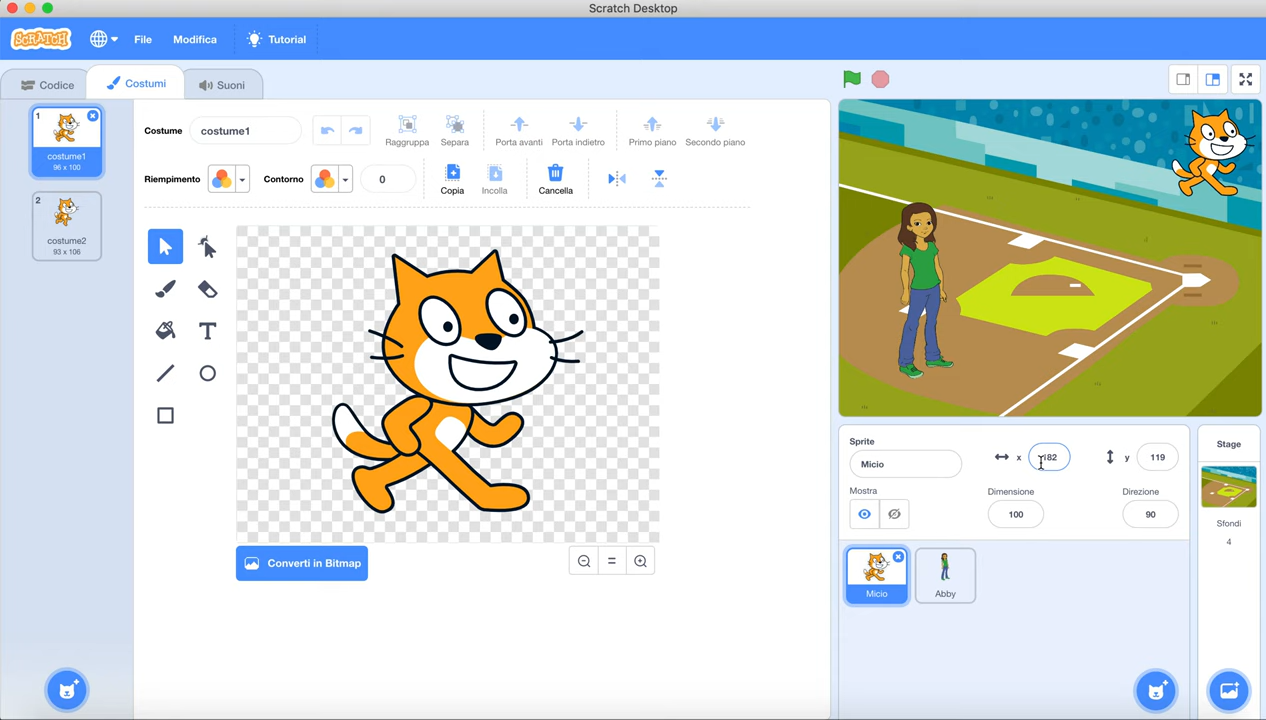 Scratch Desktop
SCRATCH File Modifica Tutorial
Codice Costumi Suoni
1
costume1
96 x 100
2
costume2
93 x 106
Costume costume1 Raggruppa Separa Porta avanti Porta indietro Primo piano Secondo piano
Riempimento Contorno 0 Copia Incolla Cancella
Converti in Bitmap
Sprite
Micio
x 182 y 119
Mostra Dimensione Direzione
100 90
Micio Abby
Stage
Sfondi
4